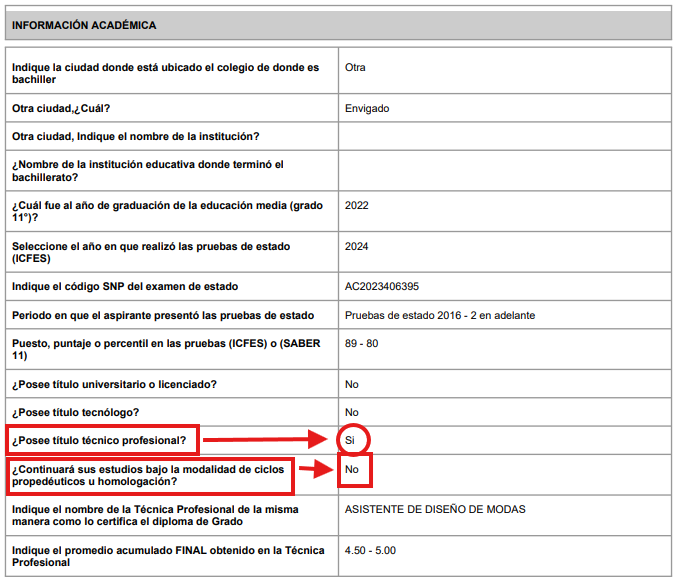 INFORMACIÓN ACADÉMICA
Indique la ciudad donde está ubicado el colegio de donde es
bachiller
Otra
Otra ciudad,¿Cuál?
Envigado
Otra ciudad, Indique el nombre de la institución?
¿Nombre de la institución educativa donde terminó el
bachillerato?
¿Cuál fue al año de graduación de la educación media (grado
11°)?
2022
Seleccione el año en que realizó las pruebas de estado
(ICFES)
2024
Indique el código SNP del examen de estado
AC2023406395
Periodo en que el aspirante presentó las pruebas de estado
Pruebas de estado 2016 - 2 en adelante
Puesto, puntaje o percentil en las pruebas (ICFES) o (SABER
11)
89 - 80
¿Posee título universitario o licenciado?
No
¿Posee título tecnólogo?
No
¿Posee título técnico profesional?
Si
¿Continuará sus estudios bajo la modalidad de ciclos
propedéuticos u homologación?
No
Indique el nombre de la Técnica Profesional de la misma
manera como lo certifica el diploma de Grado
ASISTENTE DE DISEÑO DE MODAS
Indique el promedio acumulado FINAL obtenido en la Técnica
Profesional
4.50 - 5.00